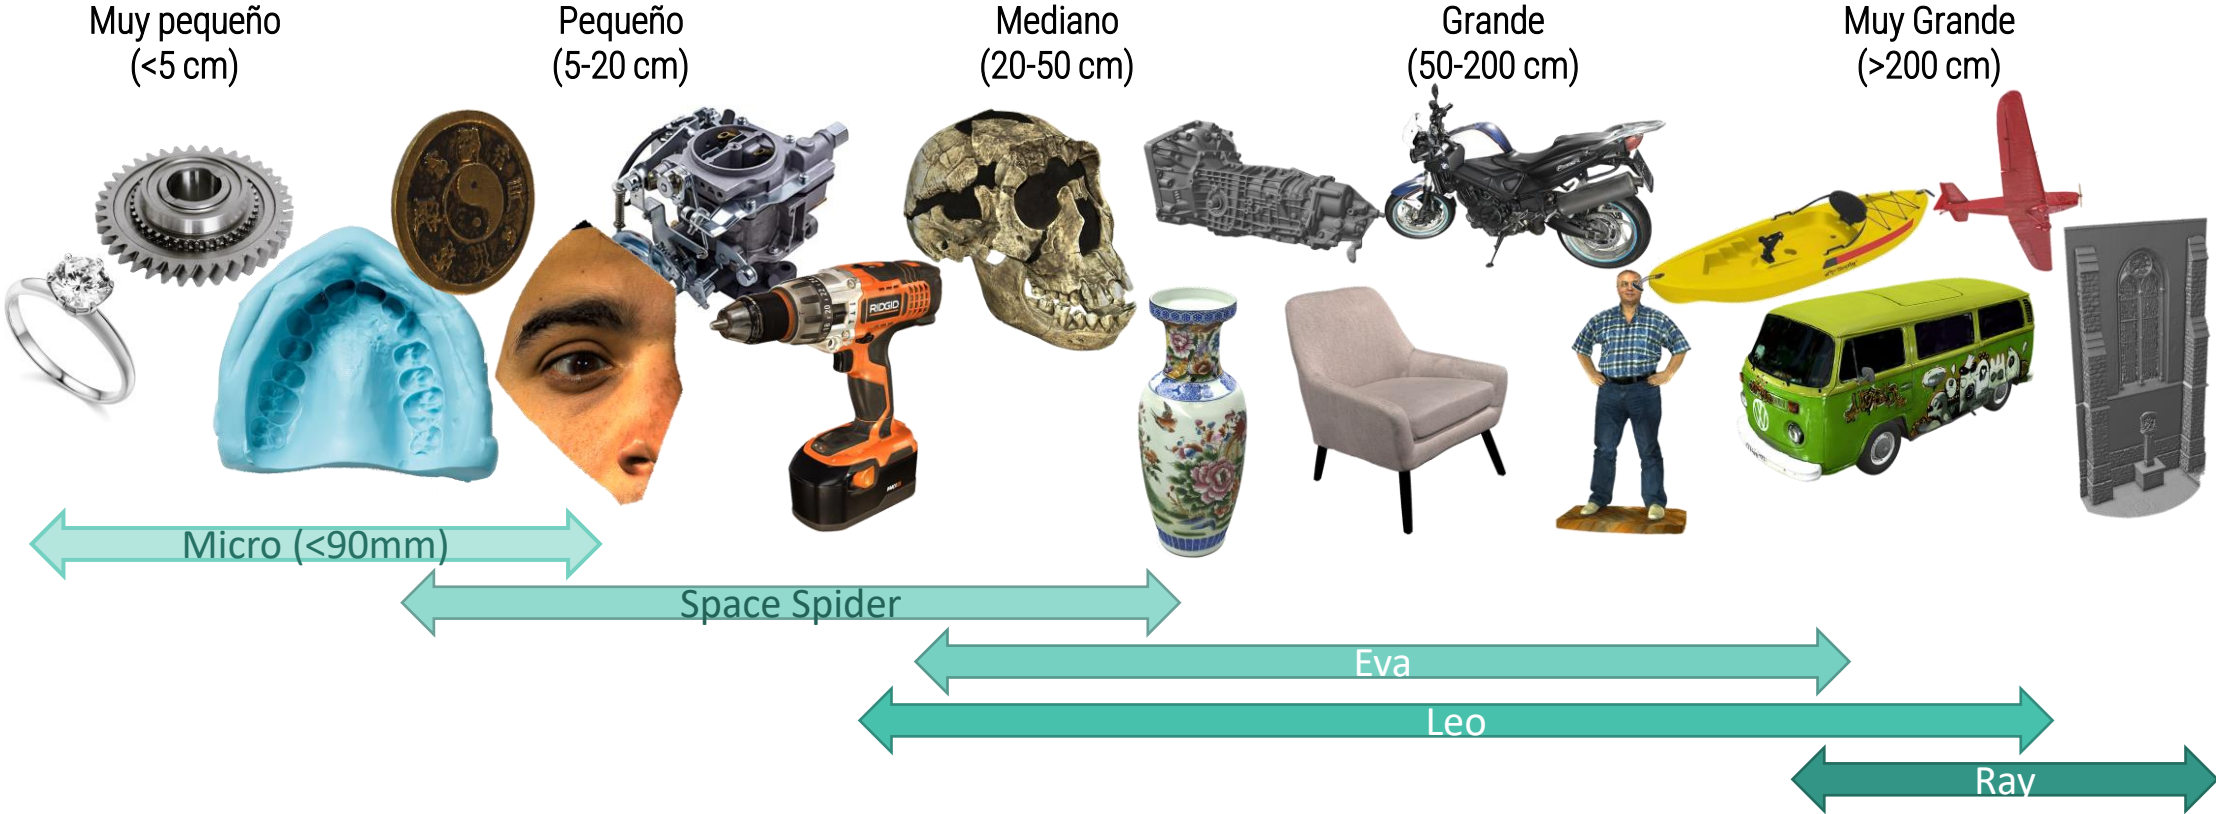 Muy pequeño
(<5 cm)
Pequeño
(5-20 cm)
Mediano
(20-50 cm)
Grande
(50-200 cm)
Muy Grande
(>200 cm)
RIDGID
Micro (<90mm)
Space Spider
Eva
Leo
Ray